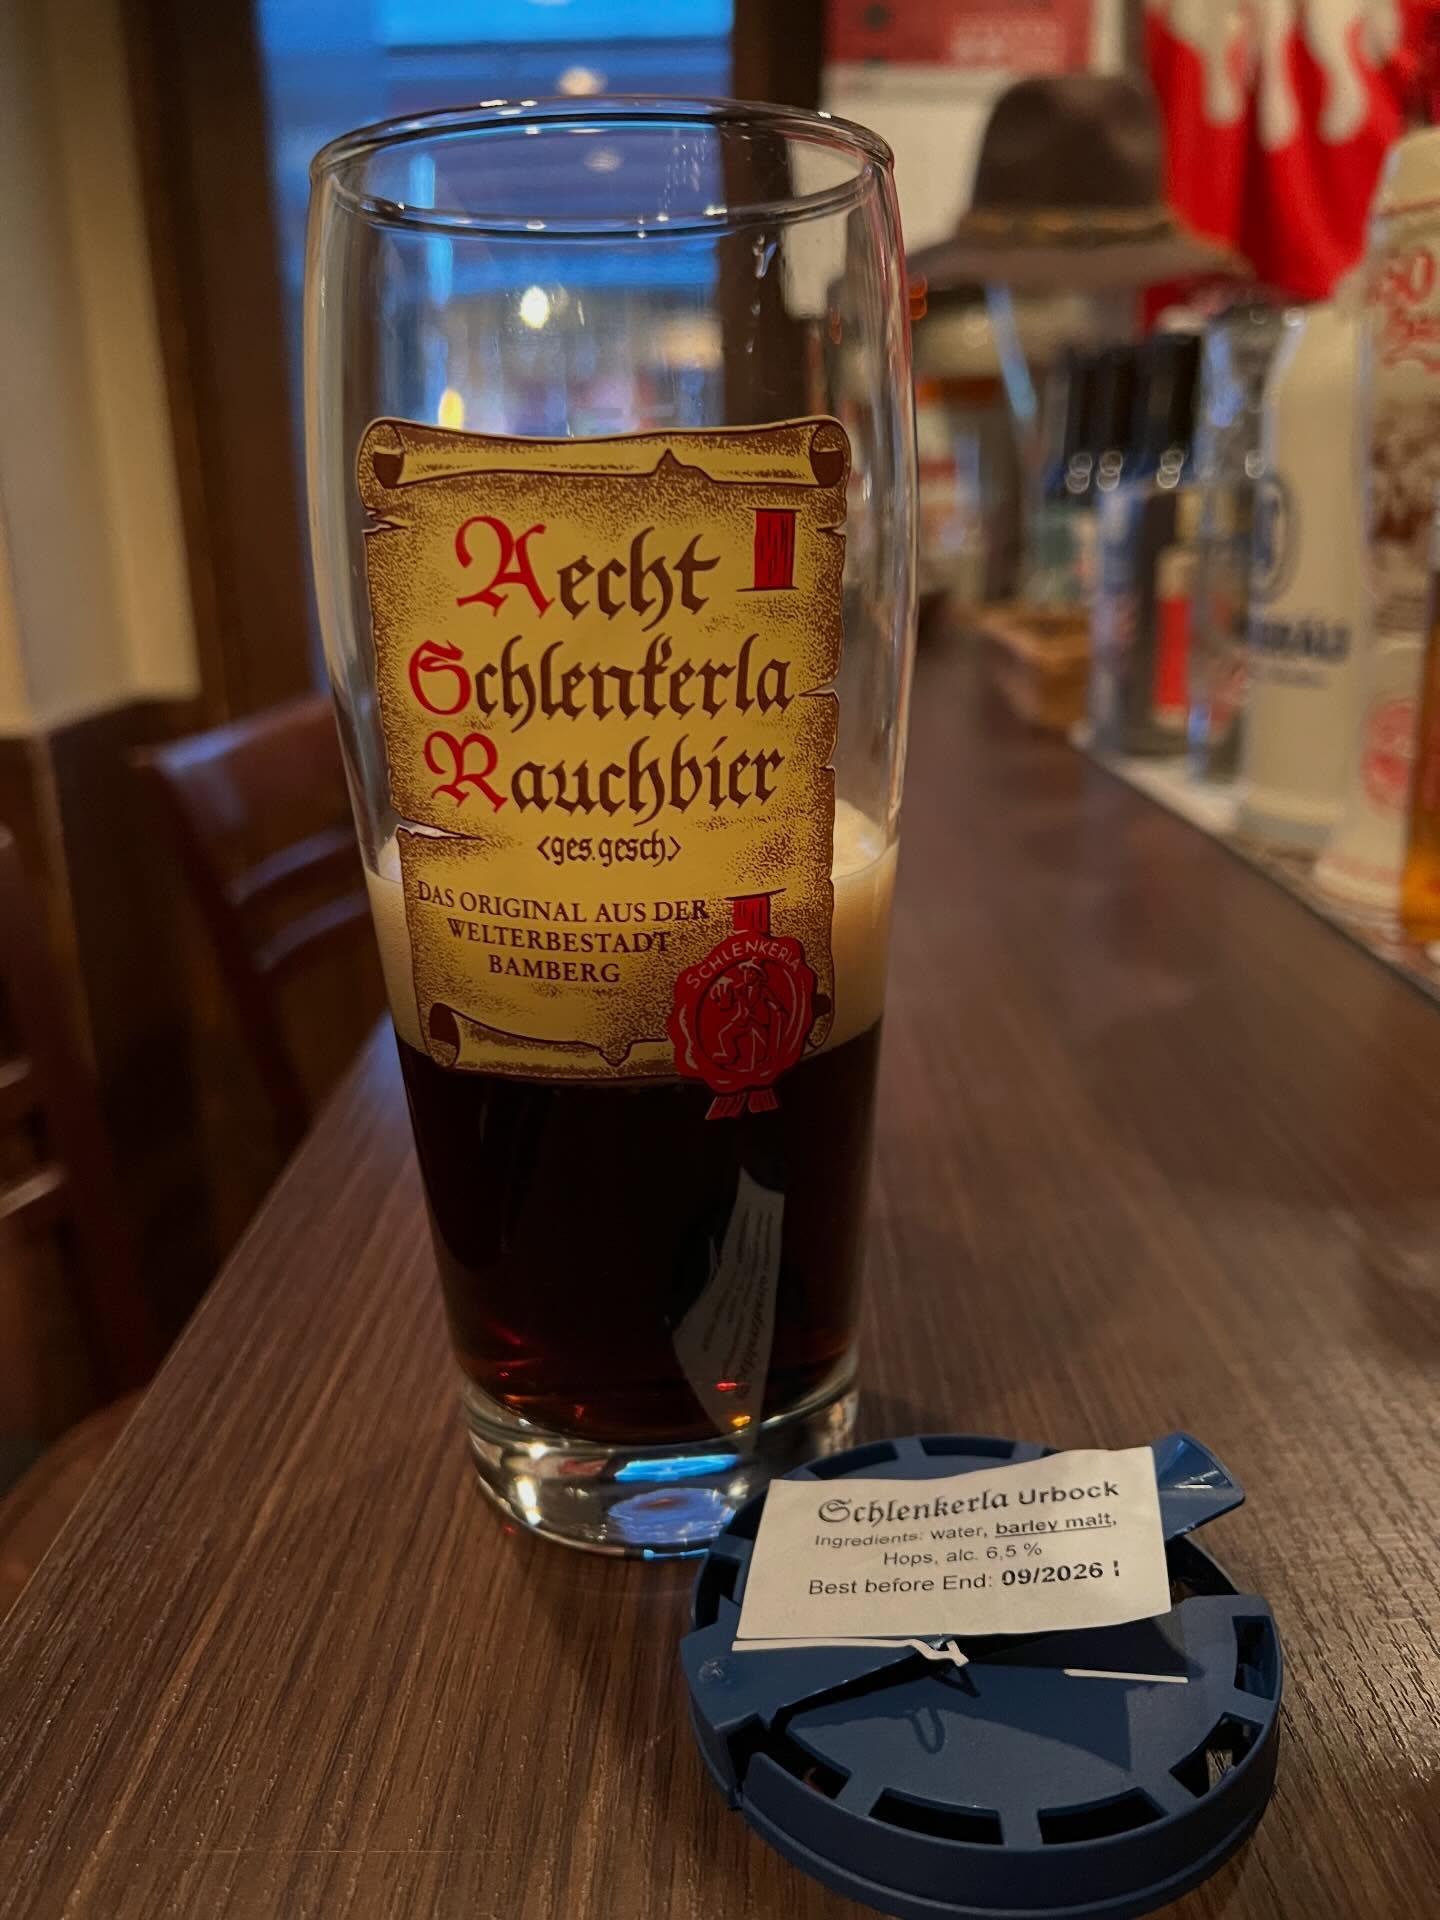 Aecht
Schlenkerla
Rauchbier
<ges.gesch>
DAS ORIGINAL AUS DER
WELTERBESTADT
BAMBERG
SCHLENKERLA
Schlenkerla Urbock
Ingredients: water, barley malt,
Hops, alc. 6,5 %
Best before End: 09/2026 !